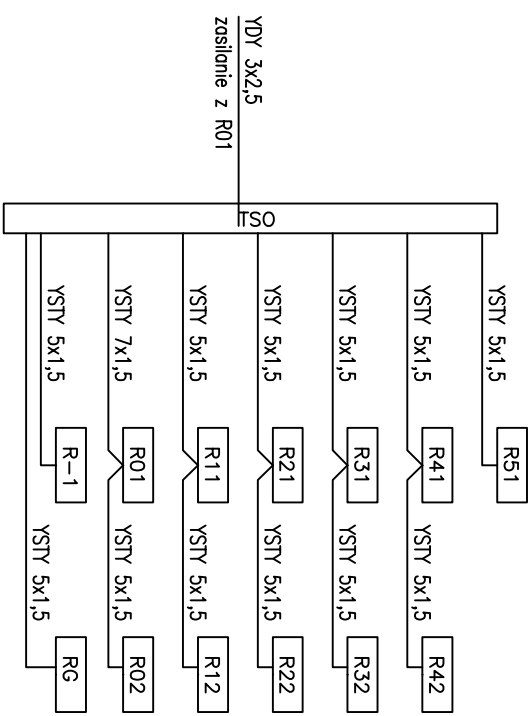 YDY 3x2,5
zasilanie z R01
TSO
YSTY 5x1,5
R51
YSTY 5x1,5
R41
YSTY 5x1,5
R42
YSTY 5x1,5
R31
YSTY 5x1,5
R32
YSTY 5x1,5
R21
YSTY 5x1,5
R22
YSTY 5x1,5
R11
YSTY 5x1,5
R12
YSTY 7x1,5
R01
YSTY 5x1,5
R02
YSTY 5x1,5
R-1
YSTY 5x1,5
RG